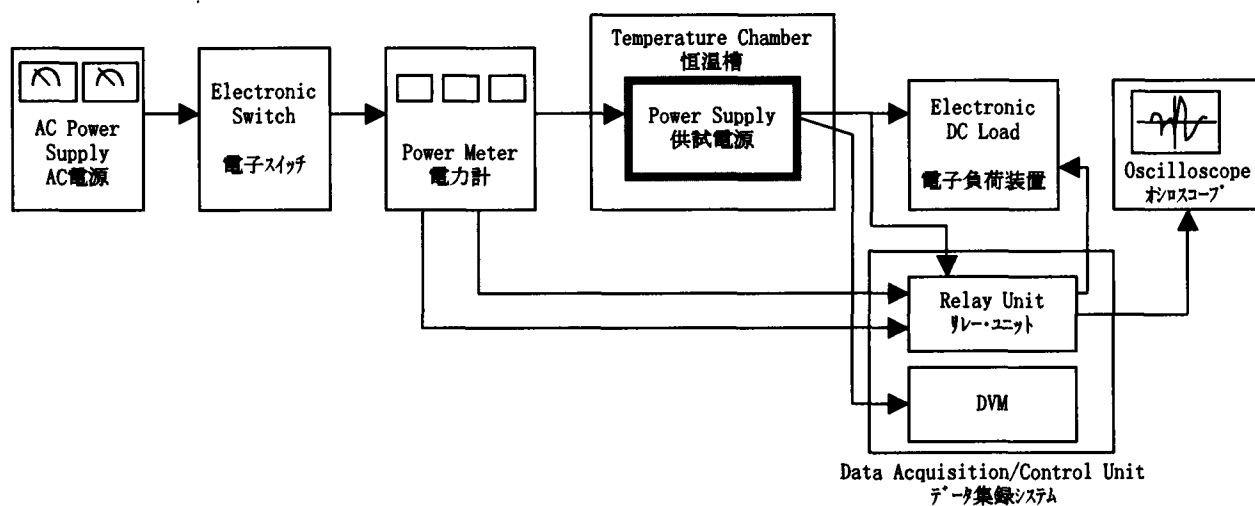 AC Power
Supply
AC電源
Electronic
Switch
電子スイッチ
Power Meter
電力計
Temperature Chamber
恒温槽
Power Supply
供試電源
Electronic
DC Load
電子負荷装置
Oscilloscope
オシロスコープ
Relay Unit
リレー・ユニット
DVM
Data Acquisition/Control Unit
データ集録システム